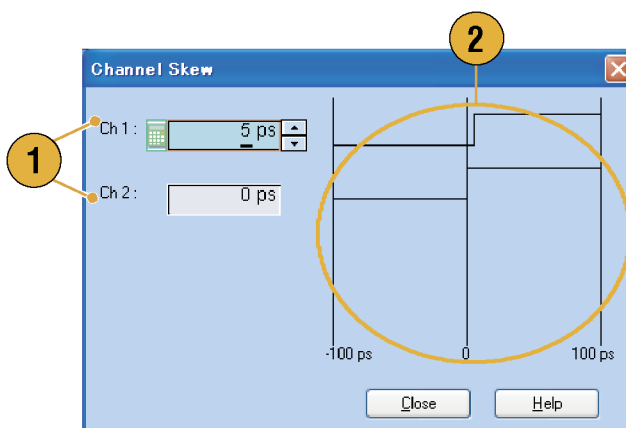 2
Channel Skew
Ch 1 : 5 ps
1
Ch 2 : 0 ps
-100 ps 0 100 ps
Close Help